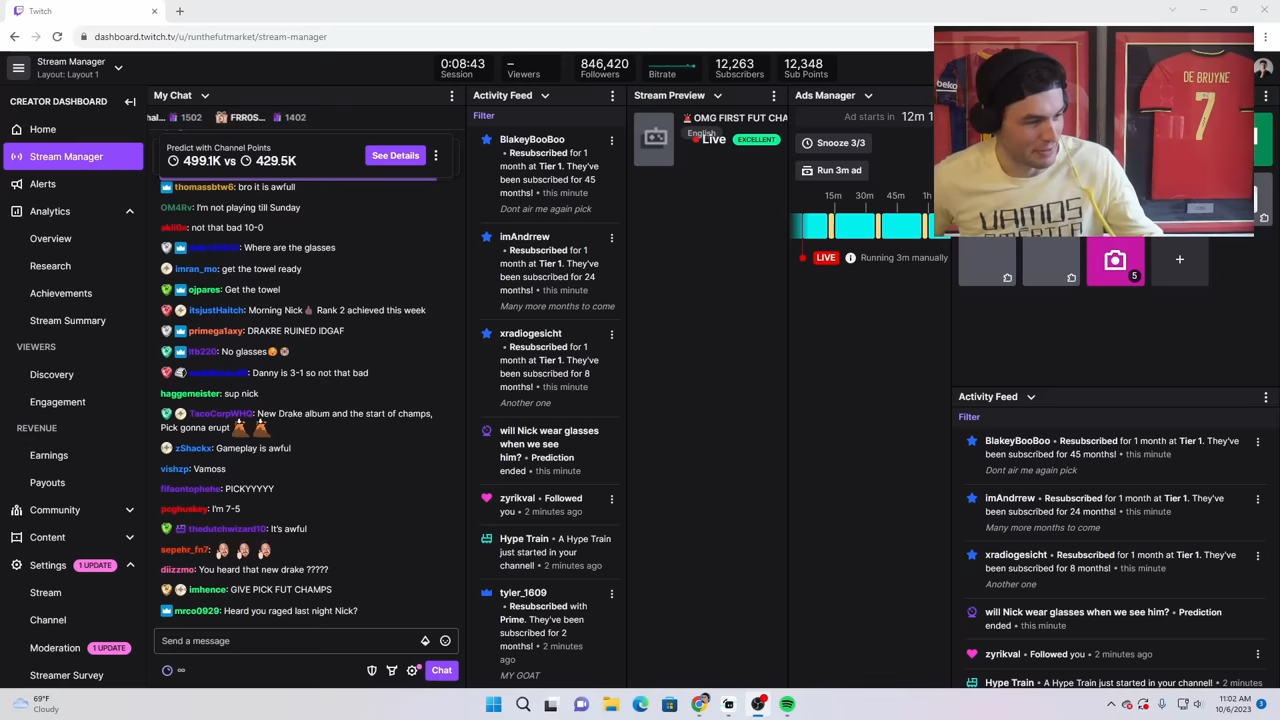 Twitch
dashboard.twitch.tv/u/runthefutmarket/stream-manager
Stream Manager
Layout: Layout 1
0:08:43
Session
–
Viewers
846,420
Followers
Bitrate
12,263
Subscribers
12,348
Sub Points
CREATOR DASHBOARD
Home
Stream Manager
Alerts
Analytics
Overview
Research
Achievements
Stream Summary
VIEWERS
Discovery
Engagement
REVENUE
Earnings
Payouts
Community
Content
Settings 1 UPDATE
Stream
Channel
Moderation 1 UPDATE
Streamer Survey
My Chat
hal... 1502 FRROS... 1402
Predict with Channel Points
499.1K vs 429.5K
See Details
thomassbtw6: bro it is awfull
OM4Rv: I'm not playing till Sunday
akli0x: not that bad 10-0
Where are the glasses
imran_mo: get the towel ready
ojpares: Get the towel
itsjustHaitch: Morning Nick Rank 2 achieved this week
primega1axy: DRAKRE RUINED IDGAF
ltb220: No glasses
Danny is 3-1 so not that bad
haggemeister: sup nick
TacoCorpWHQ: New Drake album and the start of champs,
Pick gonna erupt
zShackx: Gameplay is awful
vishzp: Vamoss
fifaontophehe: PICKYYYYY
pcghuskey: I'm 7-5
thedutchwizard10: It's awful
sepehr_fn7:
diizzmo: You heard that new drake ?????
imhence: GIVE PICK FUT CHAMPS
mrco0929: Heard you raged last night Nick?
Send a message
Chat
Activity Feed
Filter
BlakeyBooBoo
• Resubscribed for 1
month at Tier 1. They've
been subscribed for 45
months! • this minute
Dont air me again pick
imAndrrew
• Resubscribed for 1
month at Tier 1. They've
been subscribed for 24
months! • this minute
Many more months to come
xradiogesicht
• Resubscribed for 1
month at Tier 1. They've
been subscribed for 8
months! • this minute
Another one
will Nick wear glasses
when we see
him? • Prediction
ended • this minute
zyrikval • Followed
you • 2 minutes ago
Hype Train • A Hype Train
just started in your
channel! • 2 minutes ago
tyler_1609
• Resubscribed with
Prime. They've been
subscribed for 2
months! • 2 minutes
ago
MY GOAT
Stream Preview
OMG FIRST FUT CHA
English
Live EXCELLENT
Ads Manager
Ad starts in 12m 1
Snooze 3/3
Run 3m ad
15m 30m 45m 1h
LIVE Running 3m manually
beko
VAMOS
AMÉRICA
DE BRUYNE
7
5
Activity Feed
Filter
BlakeyBooBoo • Resubscribed for 1 month at Tier 1. They've
been subscribed for 45 months! • this minute
Dont air me again pick
imAndrrew • Resubscribed for 1 month at Tier 1. They've
been subscribed for 24 months! • this minute
Many more months to come
xradiogesicht • Resubscribed for 1 month at Tier 1. They've
been subscribed for 8 months! • this minute
Another one
will Nick wear glasses when we see him? • Prediction
ended • this minute
zyrikval • Followed you • 2 minutes ago
Hype Train • A Hype Train just started in your channel! • 2 minutes
69°F
Cloudy
11:02 AM
10/6/2023
3